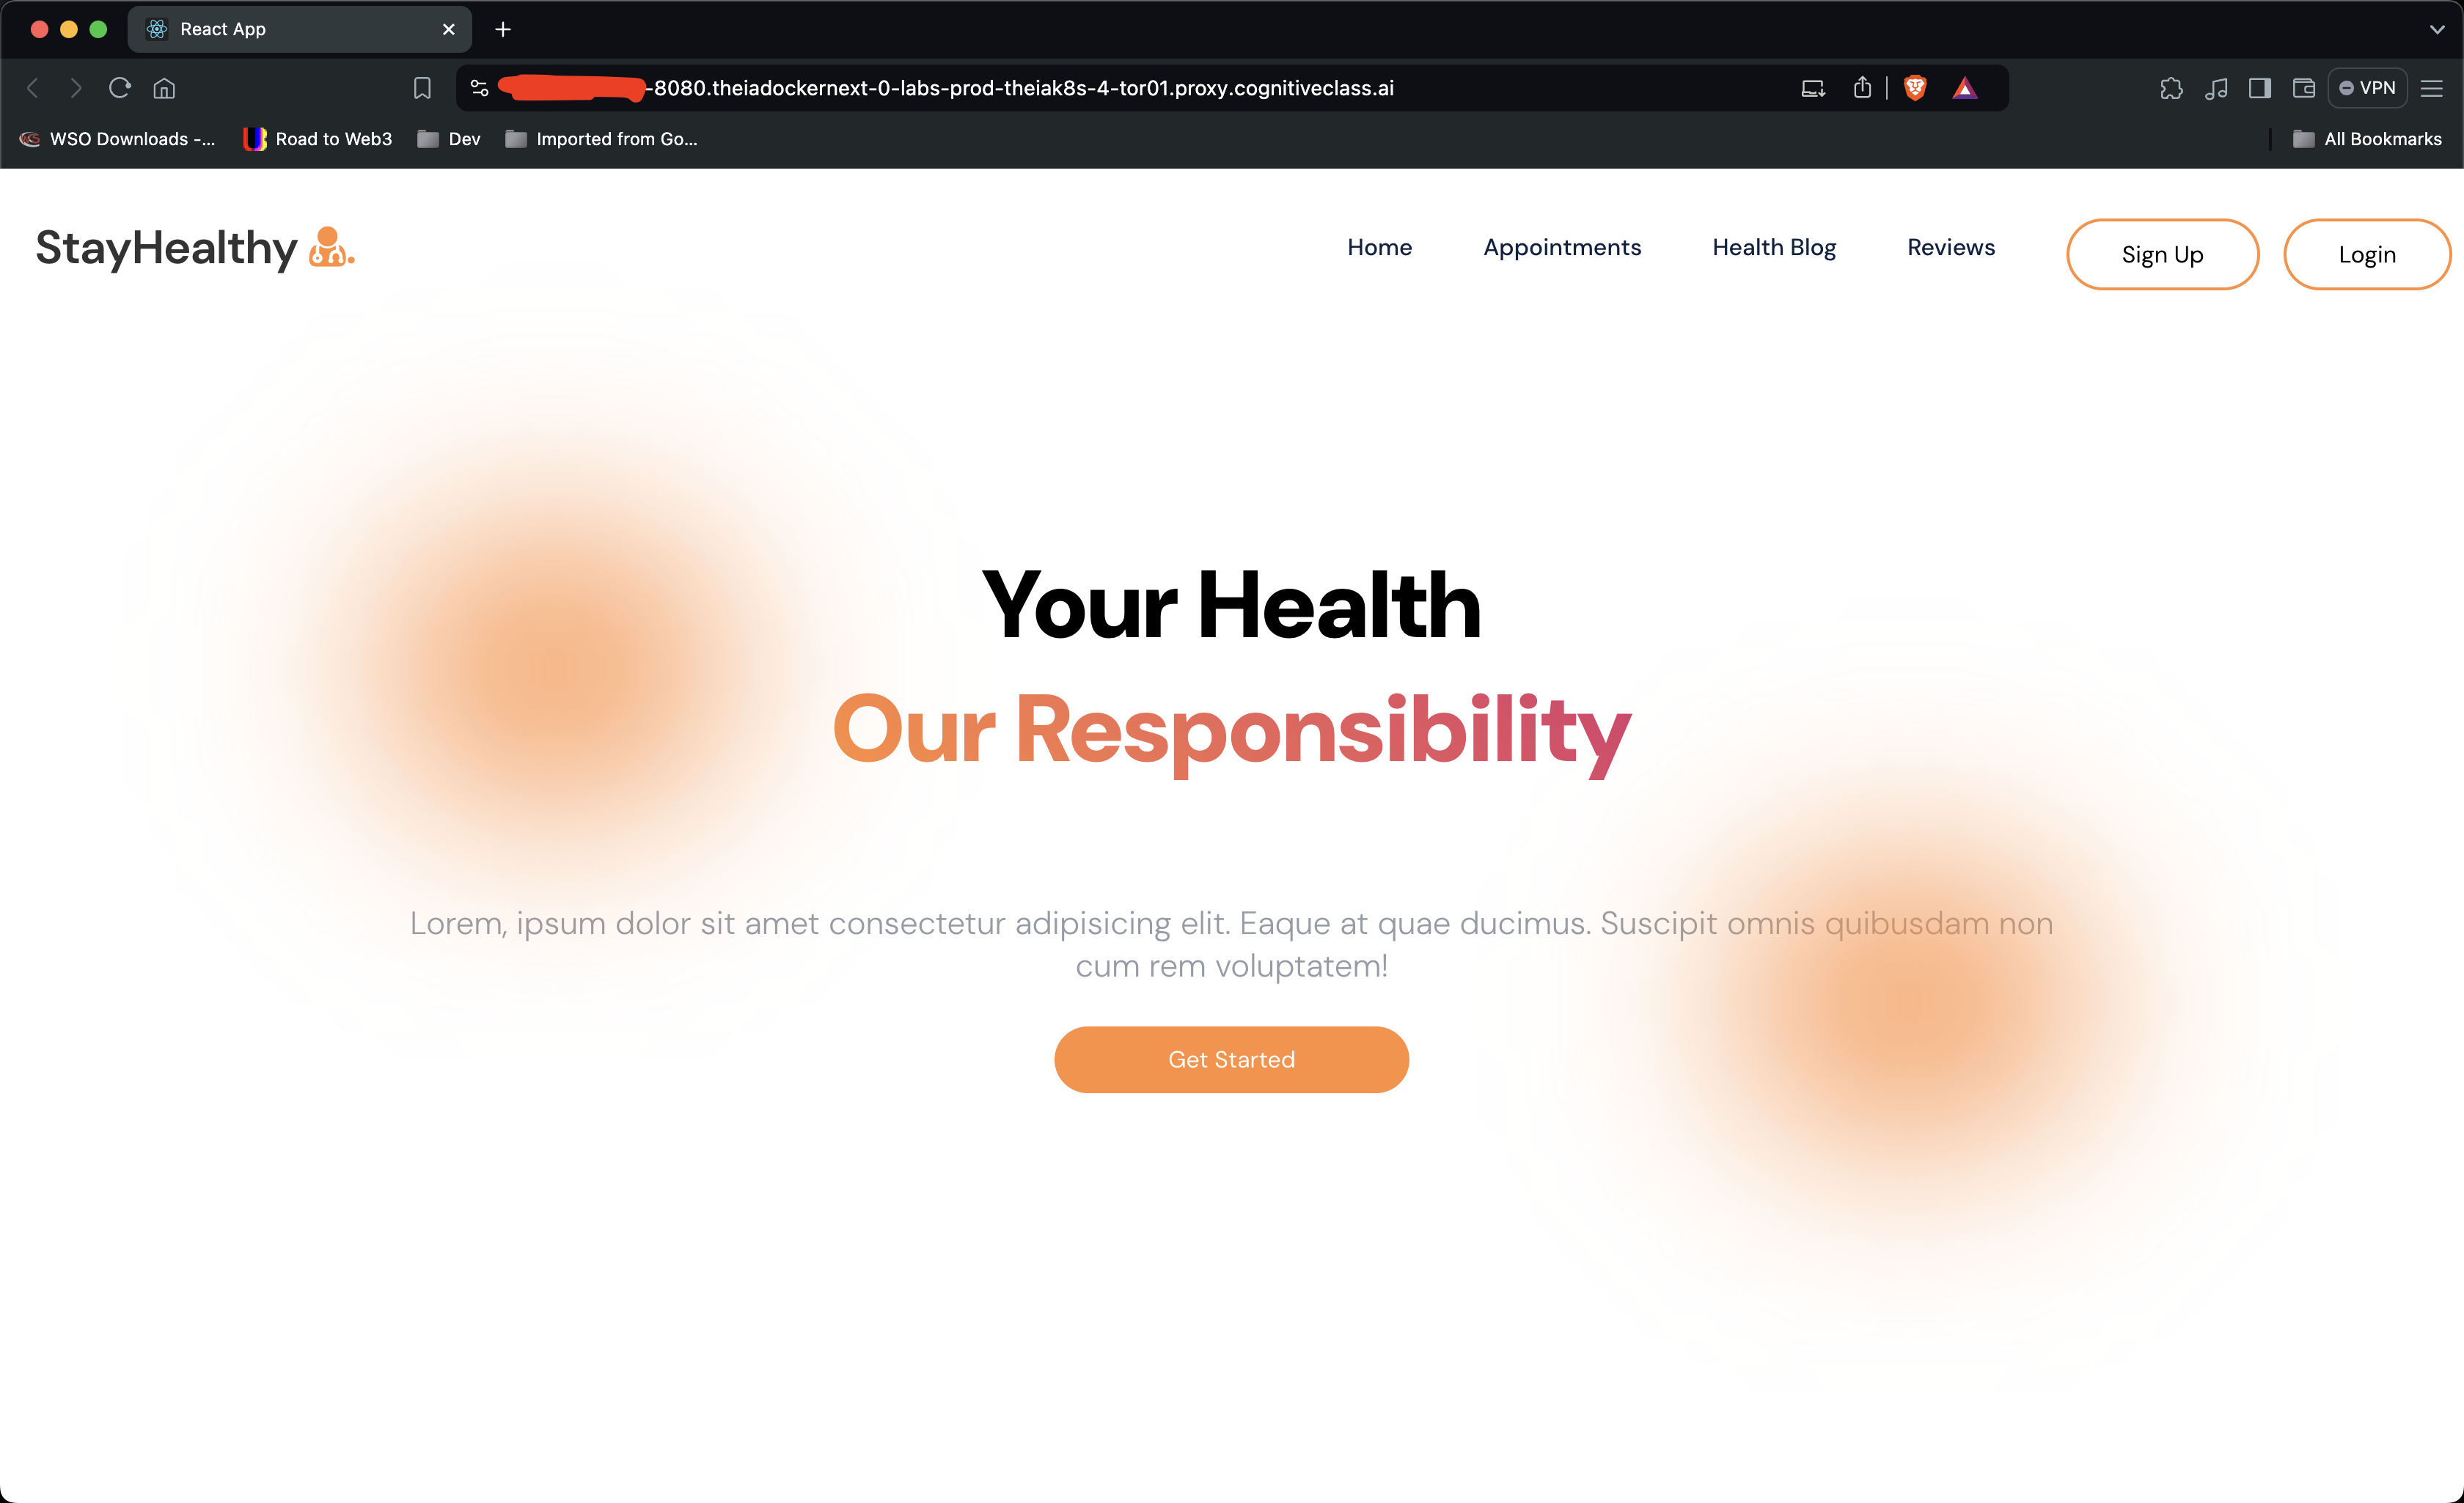 React App
-8080.theiadockernext-0-labs-prod-theiak8s-4-tor01.proxy.cognitiveclass.ai
VPN
WSO Downloads -... Road to Web3 Dev Imported from Go... All Bookmarks
StayHealthy Home Appointments Health Blog Reviews Sign Up Login
Your Health
Our Responsibility
Lorem, ipsum dolor sit amet consectetur adipisicing elit. Eaque at quae ducimus. Suscipit omnis quibusdam non
cum rem voluptatem!
Get Started